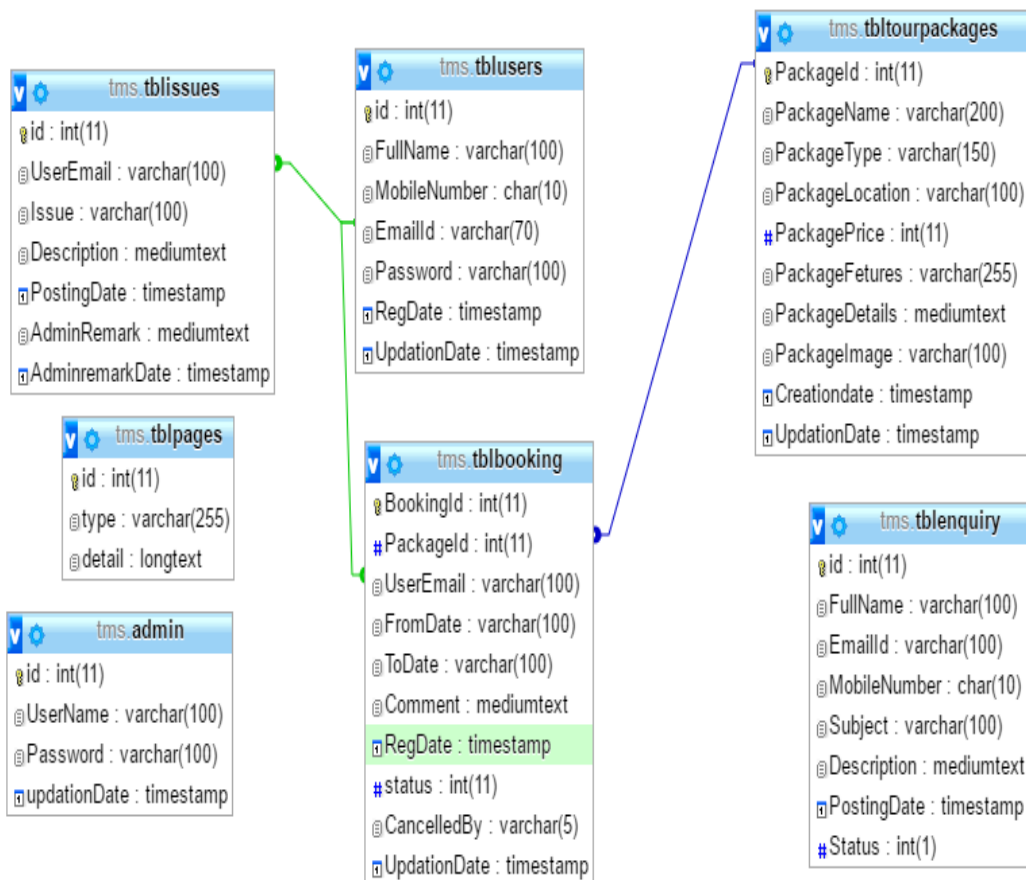 tms.tblissues
id : int(11)
UserEmail : varchar(100)
Issue : varchar(100)
Description : mediumtext
PostingDate : timestamp
AdminRemark : mediumtext
AdminremarkDate : timestamp
tms.tblusers
id : int(11)
FullName : varchar(100)
MobileNumber : char(10)
EmailId : varchar(70)
Password : varchar(100)
RegDate : timestamp
UpdationDate : timestamp
tms.tbltourpackages
PackageId : int(11)
PackageName : varchar(200)
PackageType : varchar(150)
PackageLocation : varchar(100)
#PackagePrice : int(11)
PackageFetures : varchar(255)
PackageDetails : mediumtext
PackageImage : varchar(100)
Creationdate : timestamp
UpdationDate : timestamp
tms.tblpages
id : int(11)
type : varchar(255)
detail : longtext
tms.tblbooking
BookingId : int(11)
#PackageId : int(11)
UserEmail : varchar(100)
FromDate : varchar(100)
ToDate : varchar(100)
Comment : mediumtext
RegDate : timestamp
#status : int(11)
CancelledBy : varchar(5)
UpdationDate : timestamp
tms.admin
id : int(11)
UserName : varchar(100)
Password : varchar(100)
updationDate : timestamp
tms.tblenquiry
id : int(11)
FullName : varchar(100)
EmailId : varchar(100)
MobileNumber : char(10)
Subject : varchar(100)
Description : mediumtext
PostingDate : timestamp
#Status : int(1)